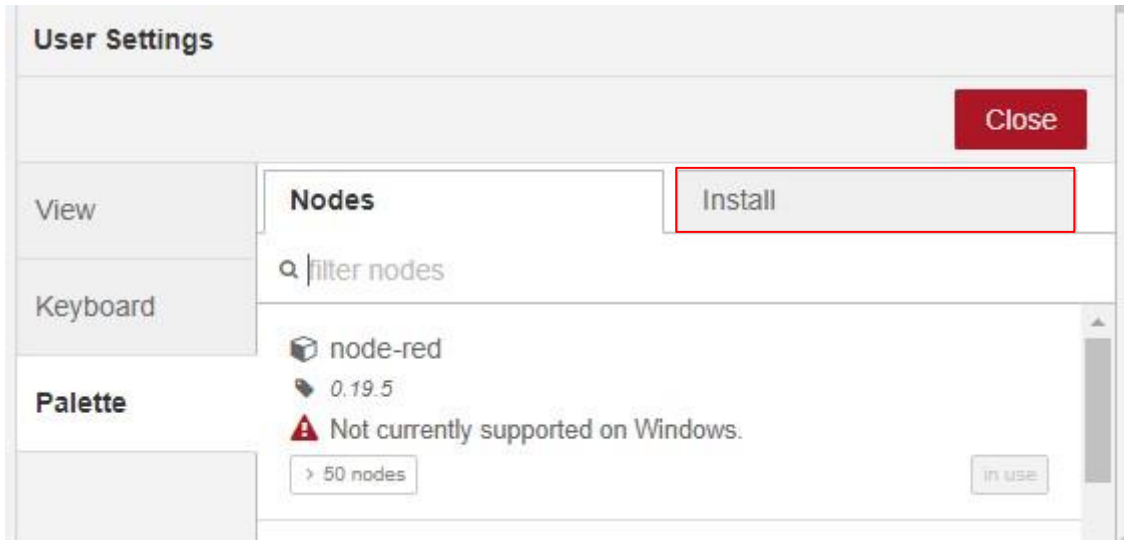 User Settings
Close
View
Nodes
Install
filter nodes
Keyboard
node-red
0.19.5
Palette
Not currently supported on Windows.
> 50 nodes
in use